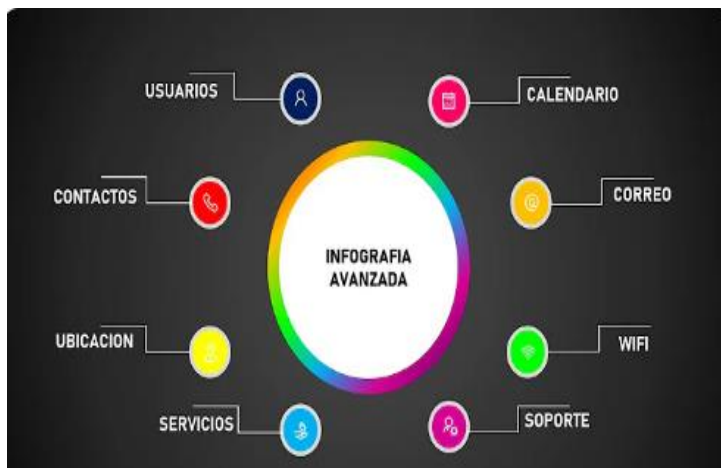 USUARIOS
CALENDARIO
CONTACTOS
CORREO
INFOGRAFIA
AVANZADA
UBICACION
WIFI
SERVICIOS
SOPORTE